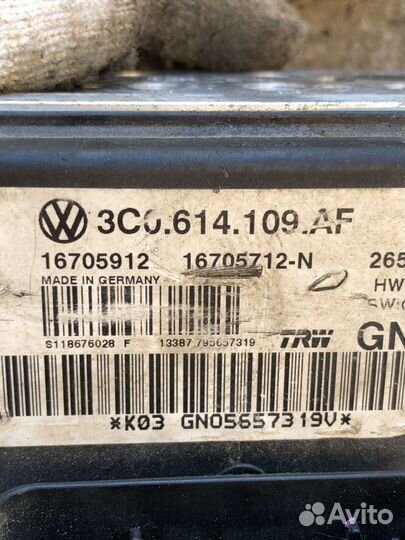 3C0.614.109.AF
16705912 16705712-N 265
MADE IN GERMANY HW
SW:
S118676028 F 13387 795657319 TRW GN
*K03 GN05657319V*
Avito